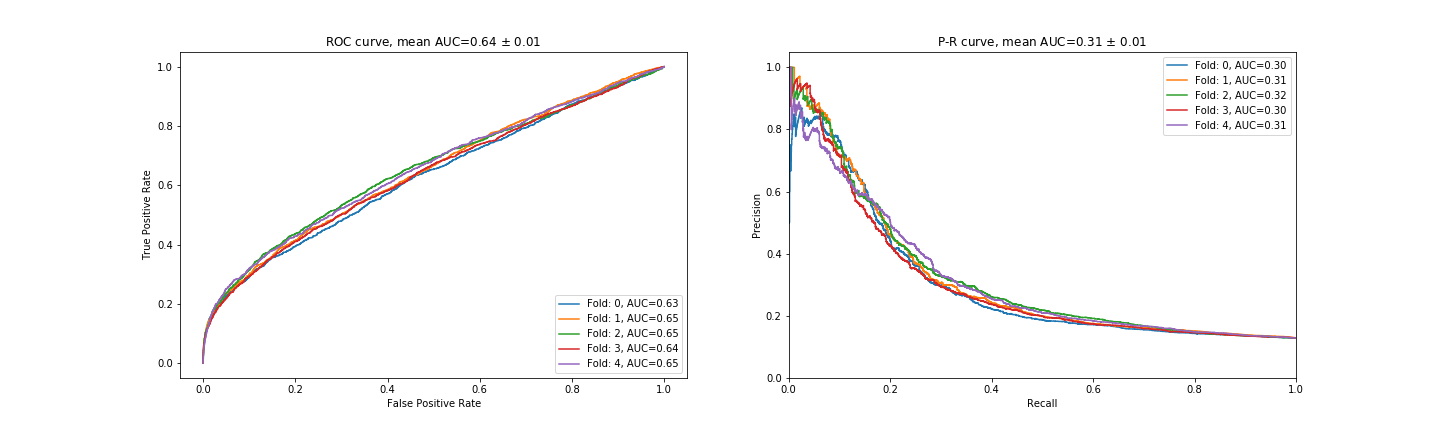 ROC curve, mean AUC=0.64 ± 0.01
True Positive Rate
1.0
0.8
0.6
0.4
0.2
0.0
Fold: 0, AUC=0.63
Fold: 1, AUC=0.65
Fold: 2, AUC=0.65
Fold: 3, AUC=0.64
Fold: 4, AUC=0.65
0.0 0.2 0.4 0.6 0.8 1.0
False Positive Rate
P-R curve, mean AUC=0.31 ± 0.01
Precision
1.0
0.8
0.6
0.4
0.2
0.0
Fold: 0, AUC=0.30
Fold: 1, AUC=0.31
Fold: 2, AUC=0.32
Fold: 3, AUC=0.30
Fold: 4, AUC=0.31
0.0 0.2 0.4 0.6 0.8 1.0
Recall